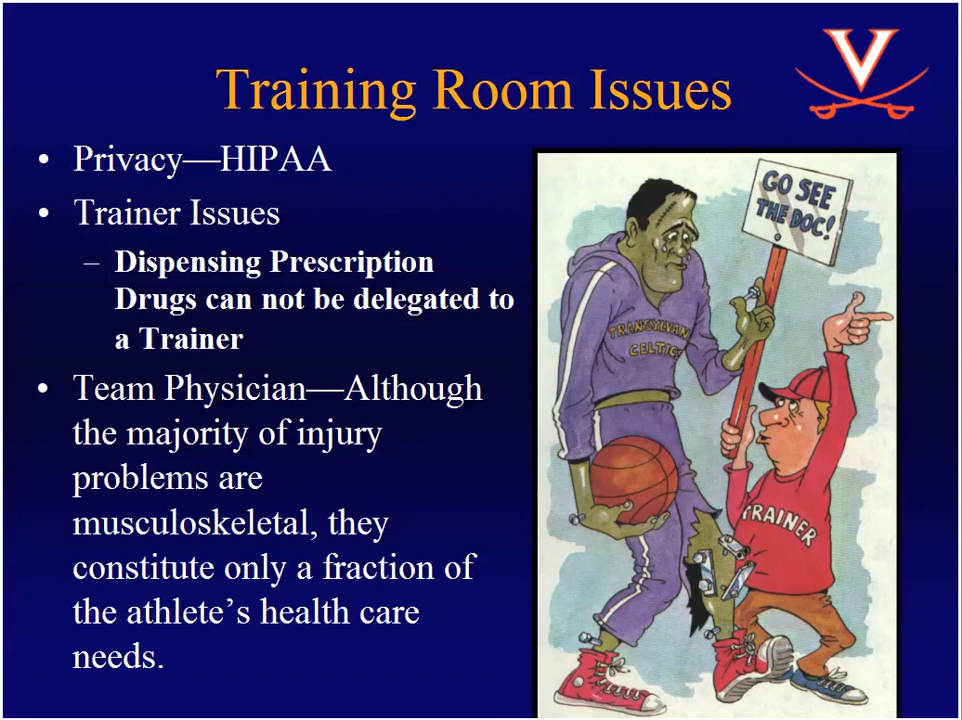 Training Room Issues
V
• Privacy—HIPAA
• Trainer Issues
– Dispensing Prescription
Drugs can not be delegated to
a Trainer
• Team Physician—Although
the majority of injury
problems are
musculoskeletal, they
constitute only a fraction of
the athlete’s health care
needs.
GO SEE
THE DOC!
TRANSYLVAN
CELTICS
TRAINER